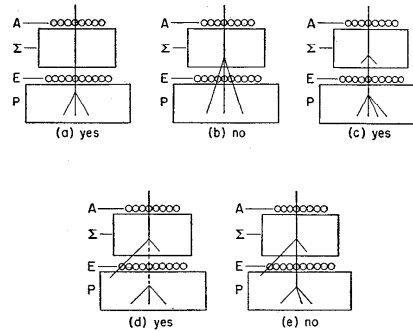 A
Σ
E
P
(a) yes
(b) no
(c) yes
A
Σ
E
P
(d) yes
(e) no